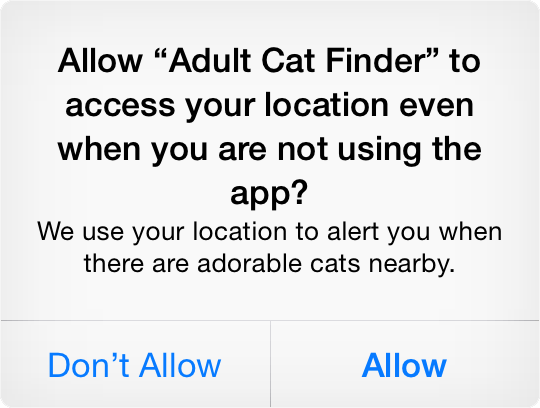 Allow “Adult Cat Finder” to
access your location even
when you are not using the
app?
We use your location to alert you when
there are adorable cats nearby.
Don’t Allow
Allow